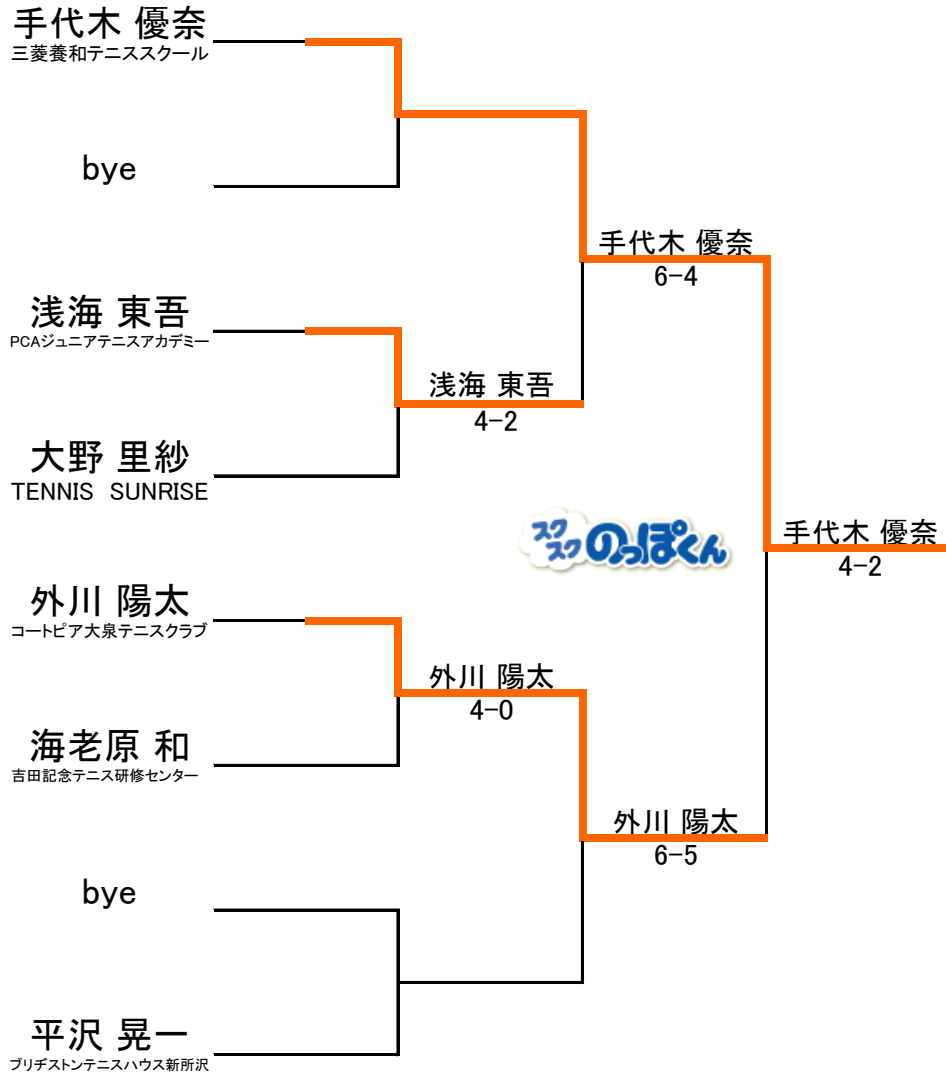 手代木 優奈
三菱養和テニススクール
bye
手代木 優奈
6-4
浅海 東吾
PCAジュニアテニスアカデミー
浅海 東吾
4-2
大野 里紗
TENNIS SUNRISE
スクスクのっぽくん
手代木 優奈
4-2
外川 陽太
コートピア大泉テニスクラブ
外川 陽太
4-0
海老原 和
吉田記念テニス研修センター
外川 陽太
6-5
bye
平沢 晃一
ブリヂストンテニスハウス新所沢